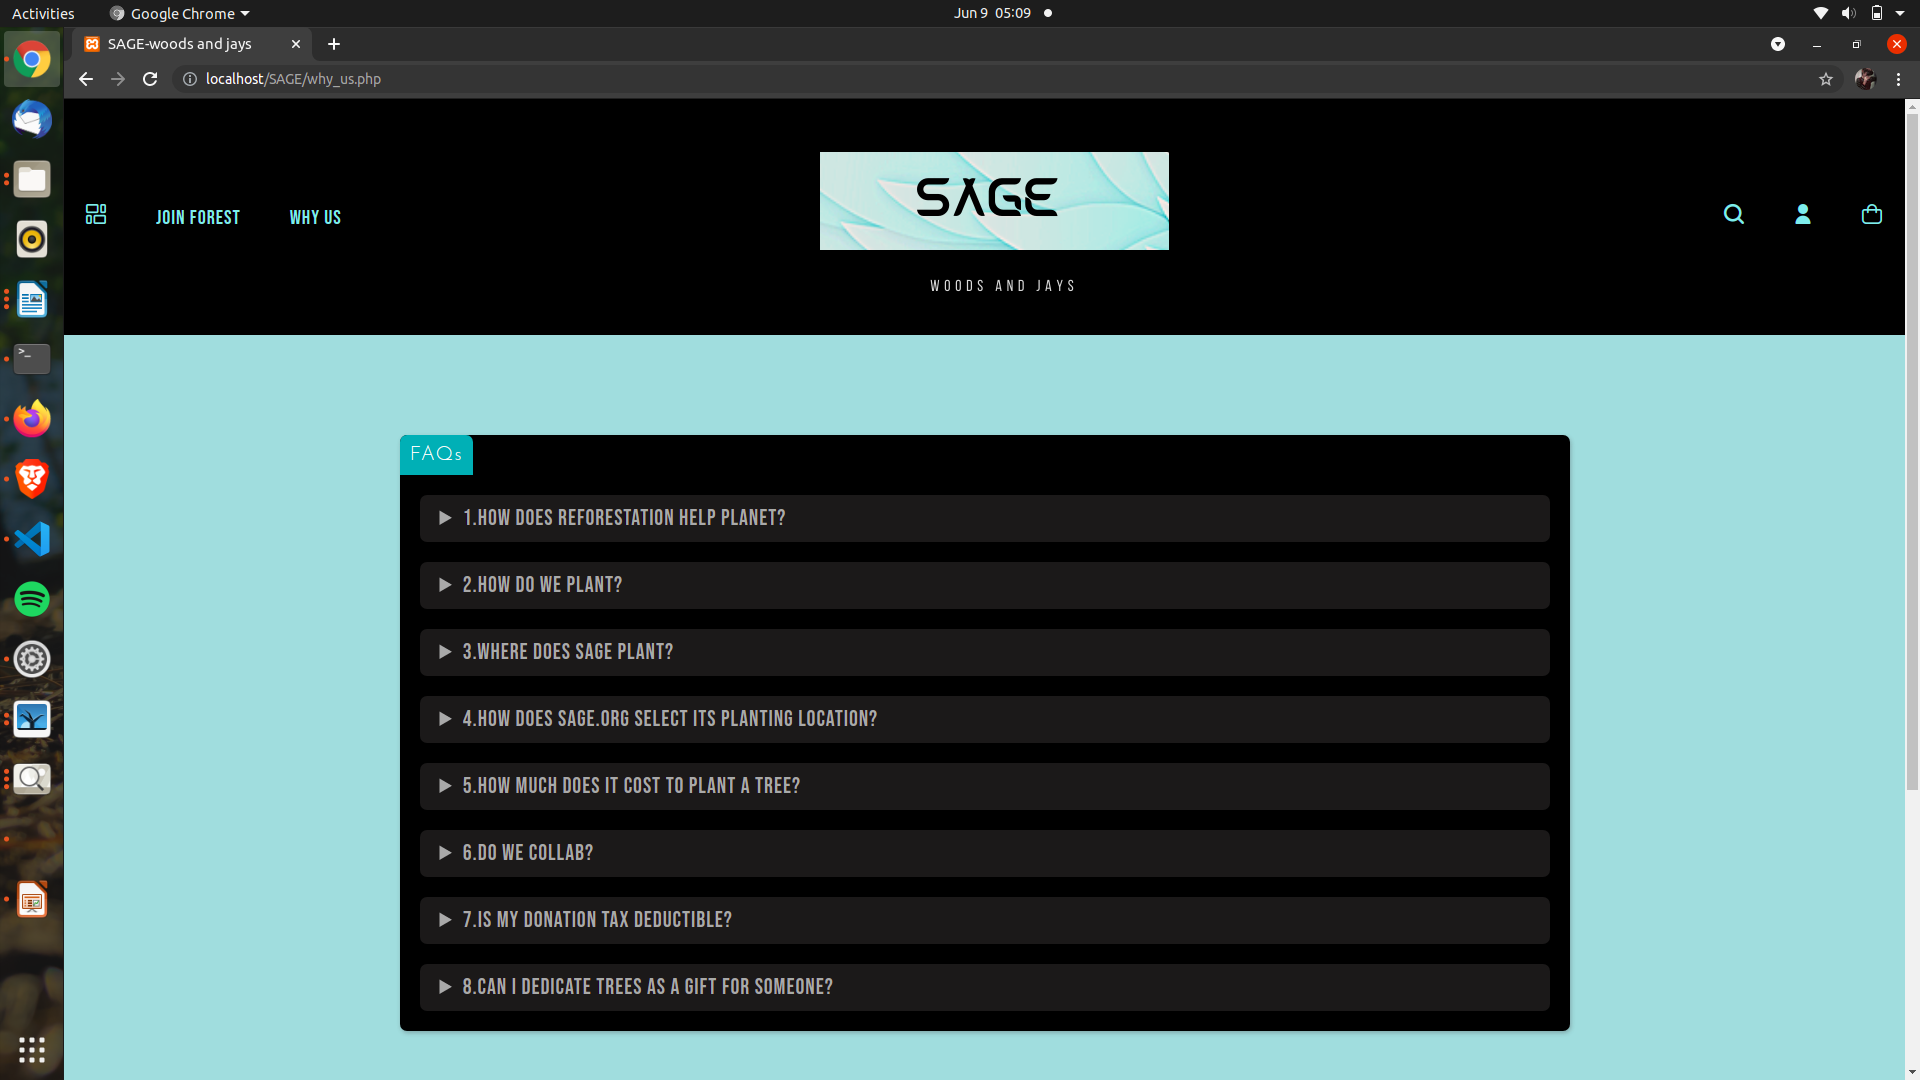 Activities
Google Chrome
Jun 9 05:09
SAGE-woods and jays
localhost/SAGE/why_us.php
JOIN FOREST
WHY US
SAGE
WOODS AND JAYS
FAQs
1.HOW DOES REFORESTATION HELP PLANET?
2.HOW DO WE PLANT?
3.WHERE DOES SAGE PLANT?
4.HOW DOES SAGE.ORG SELECT ITS PLANTING LOCATION?
5.HOW MUCH DOES IT COST TO PLANT A TREE?
6.DO WE COLLAB?
7.IS MY DONATION TAX DEDUCTIBLE?
8.CAN I DEDICATE TREES AS A GIFT FOR SOMEONE?